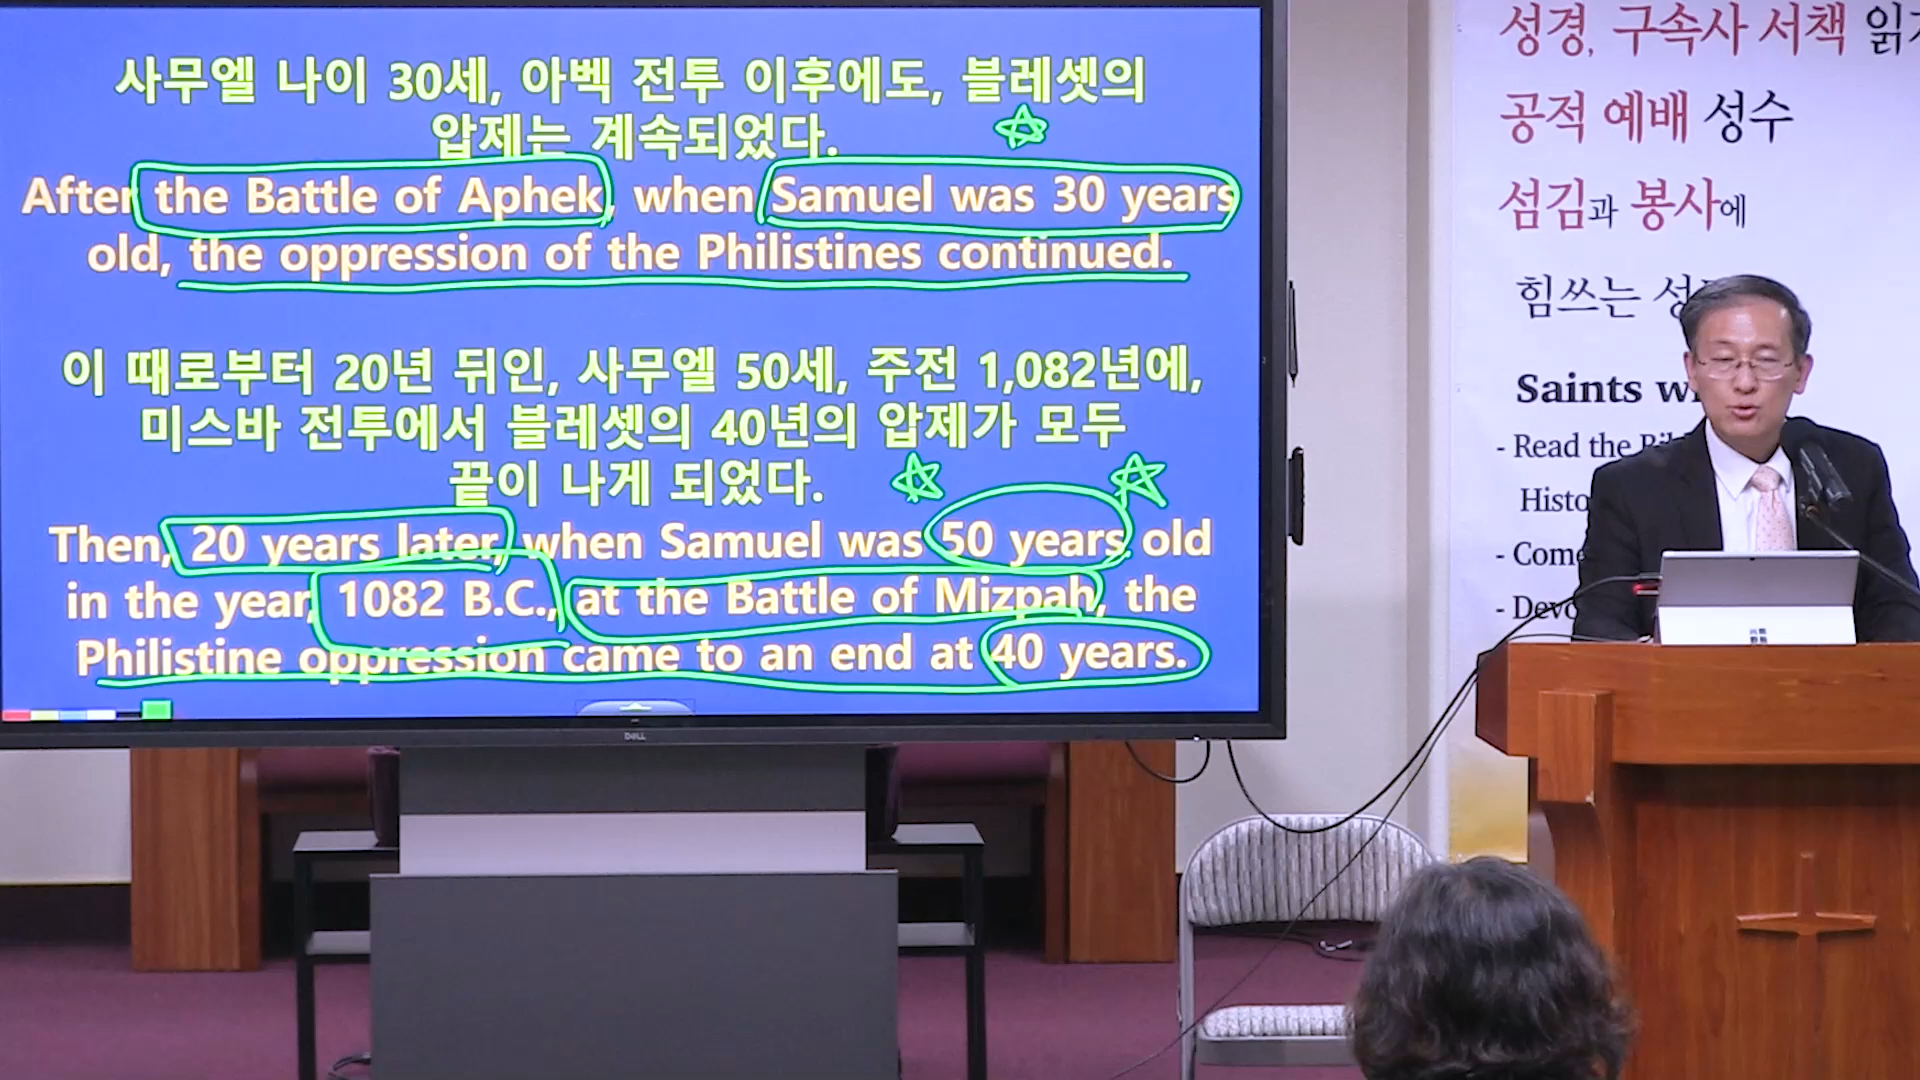 사무엘 나이 30세, 아벡 전투 이후에도, 블레셋의
압제는 계속되었다.
After the Battle of Aphek, when Samuel was 30 years
old, the oppression of the Philistines continued.
이 때로부터 20년 뒤인, 사무엘 50세, 주전 1,082년에,
미스바 전투에서 블레셋의 40년의 압제가 모두
끝이 나게 되었다.
Then, 20 years later, when Samuel was 50 years old
in the year, 1082 B.C., at the Battle of Mizpah, the
Philistine oppression came to an end at 40 years.
DELL
성경, 구속사 서책 읽기
공적 예배 성수
섬김과 봉사에
힘쓰는
Saints
- Read the
- Come